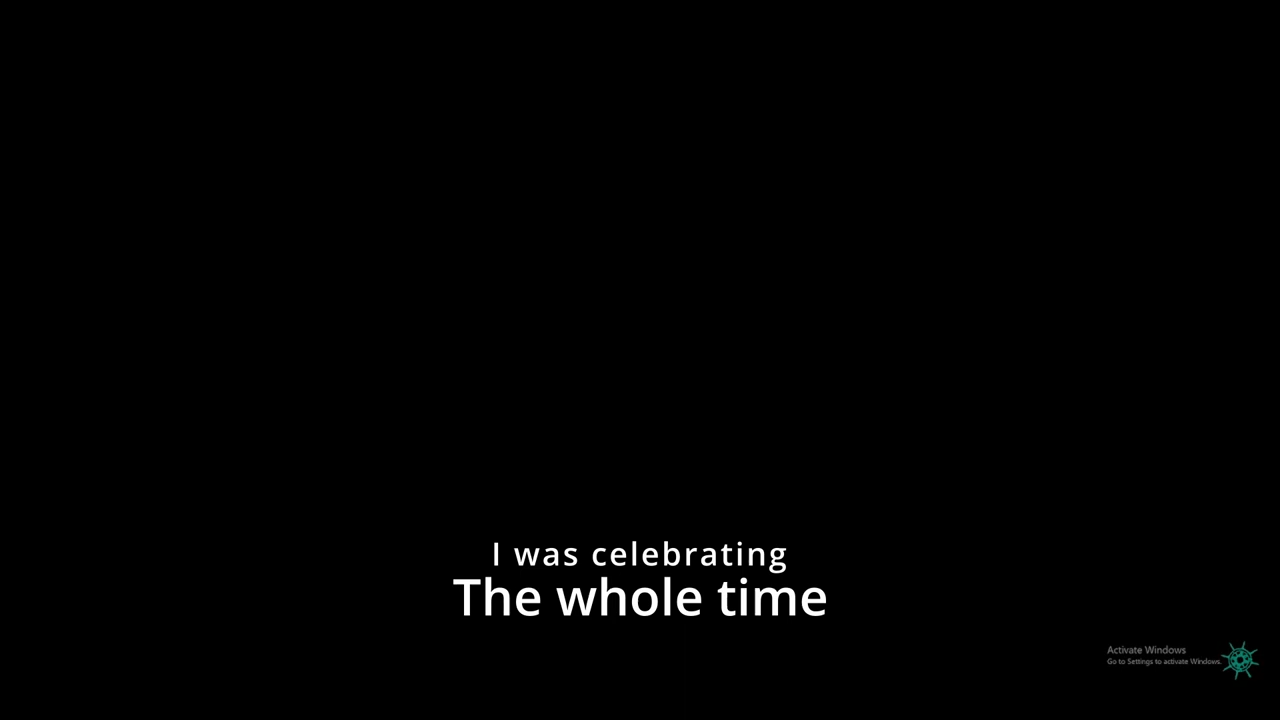 I was celebrating
The whole time
Activate Windows
Go to Settings to activate Windows.